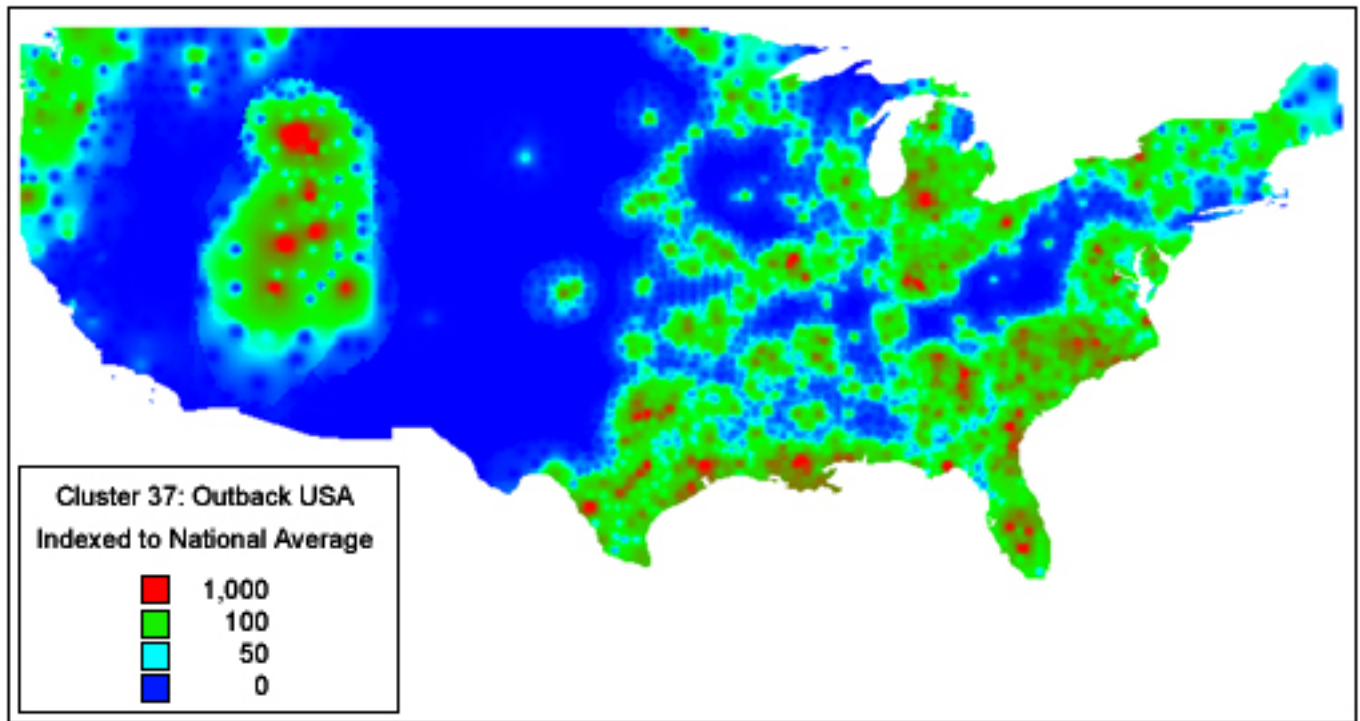 Cluster 37: Outback USA
Indexed to National Average
1,000
100
50
0